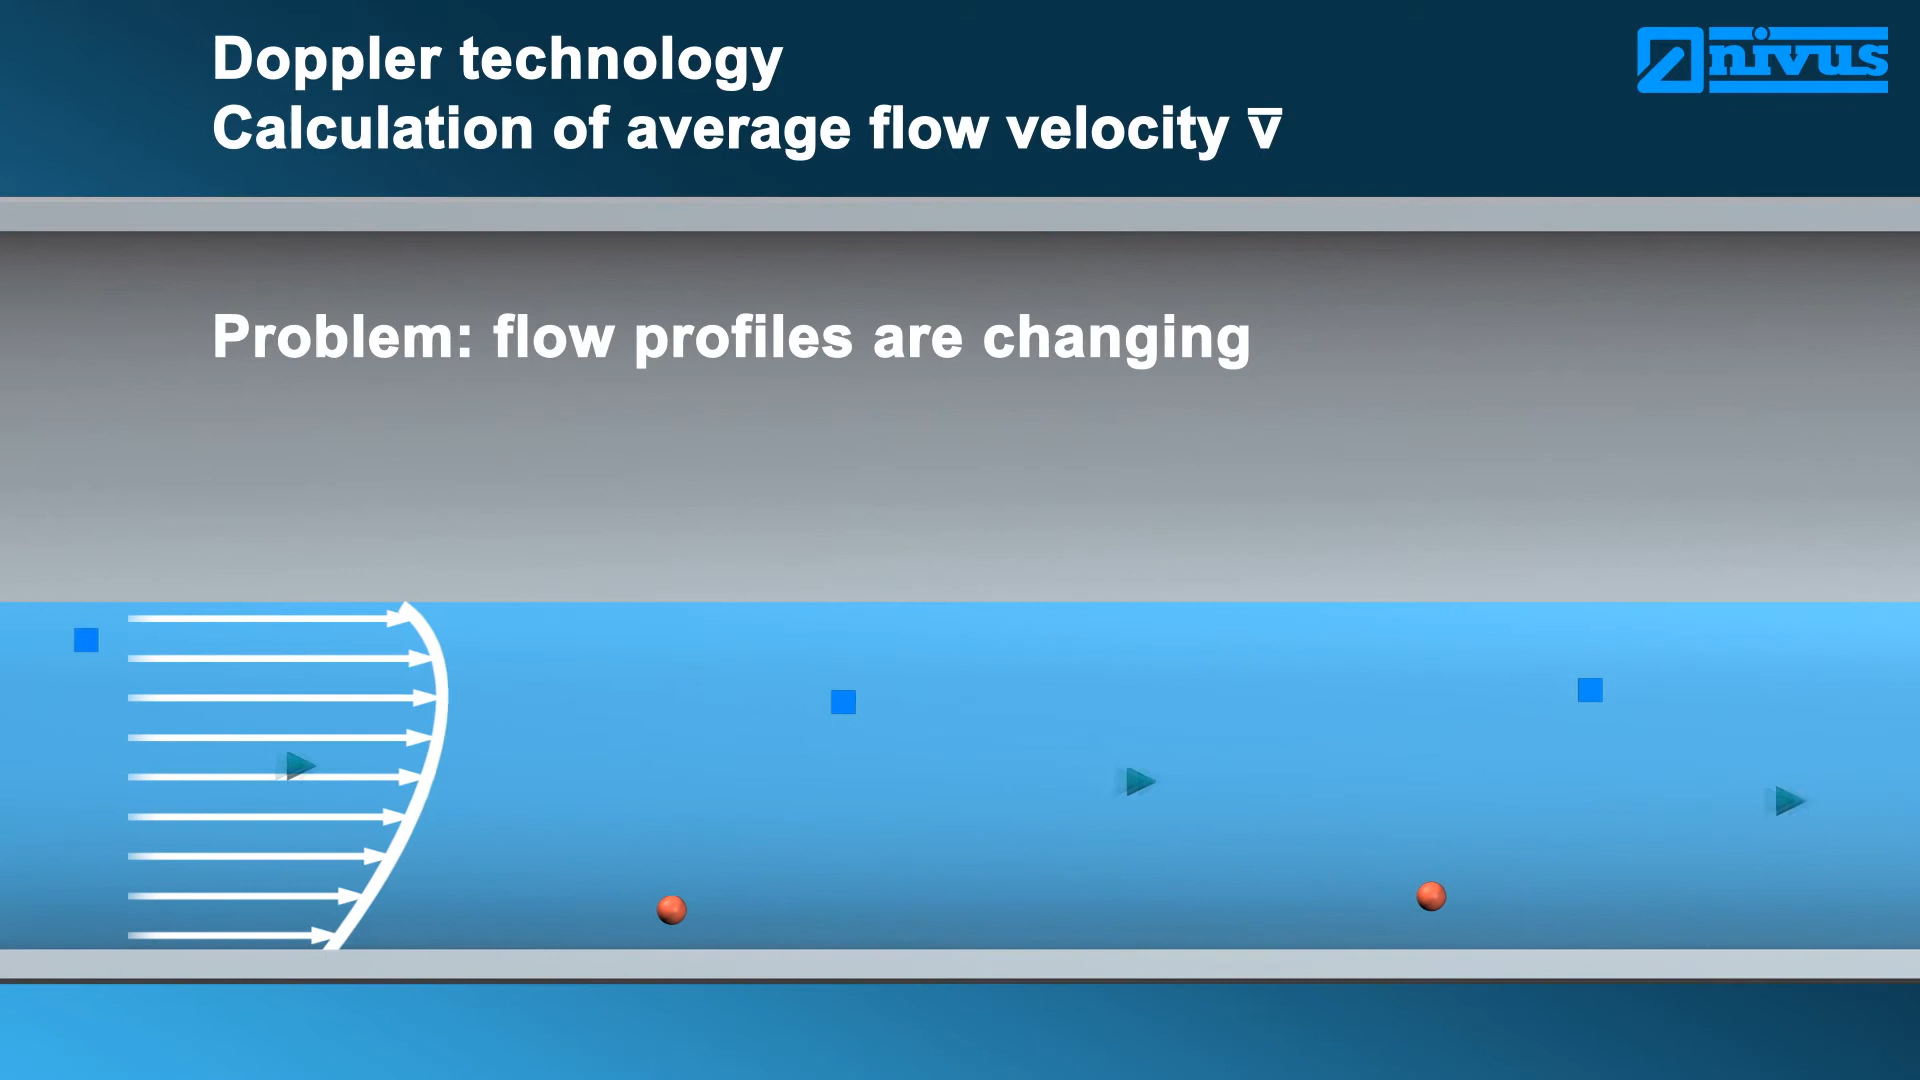 Doppler technology
Calculation of average flow velocity v̅
nivus
Problem: flow profiles are changing